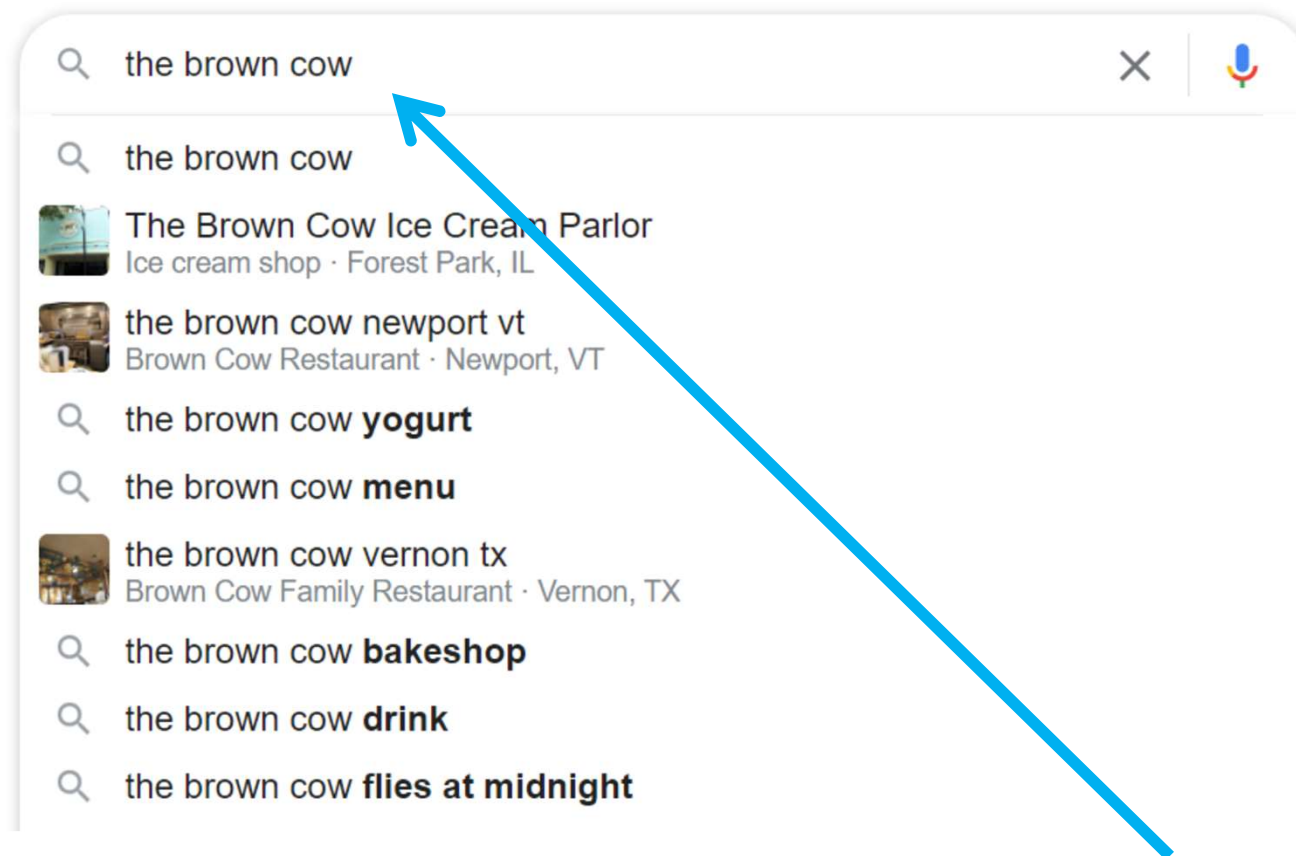 the brown cow
the brown cow
The Brown Cow Ice Cream Parlor
Ice cream shop · Forest Park, IL
the brown cow newport vt
Brown Cow Restaurant · Newport, VT
the brown cow yogurt
the brown cow menu
the brown cow vernon tx
Brown Cow Family Restaurant · Vernon, TX
the brown cow bakeshop
the brown cow drink
the brown cow flies at midnight